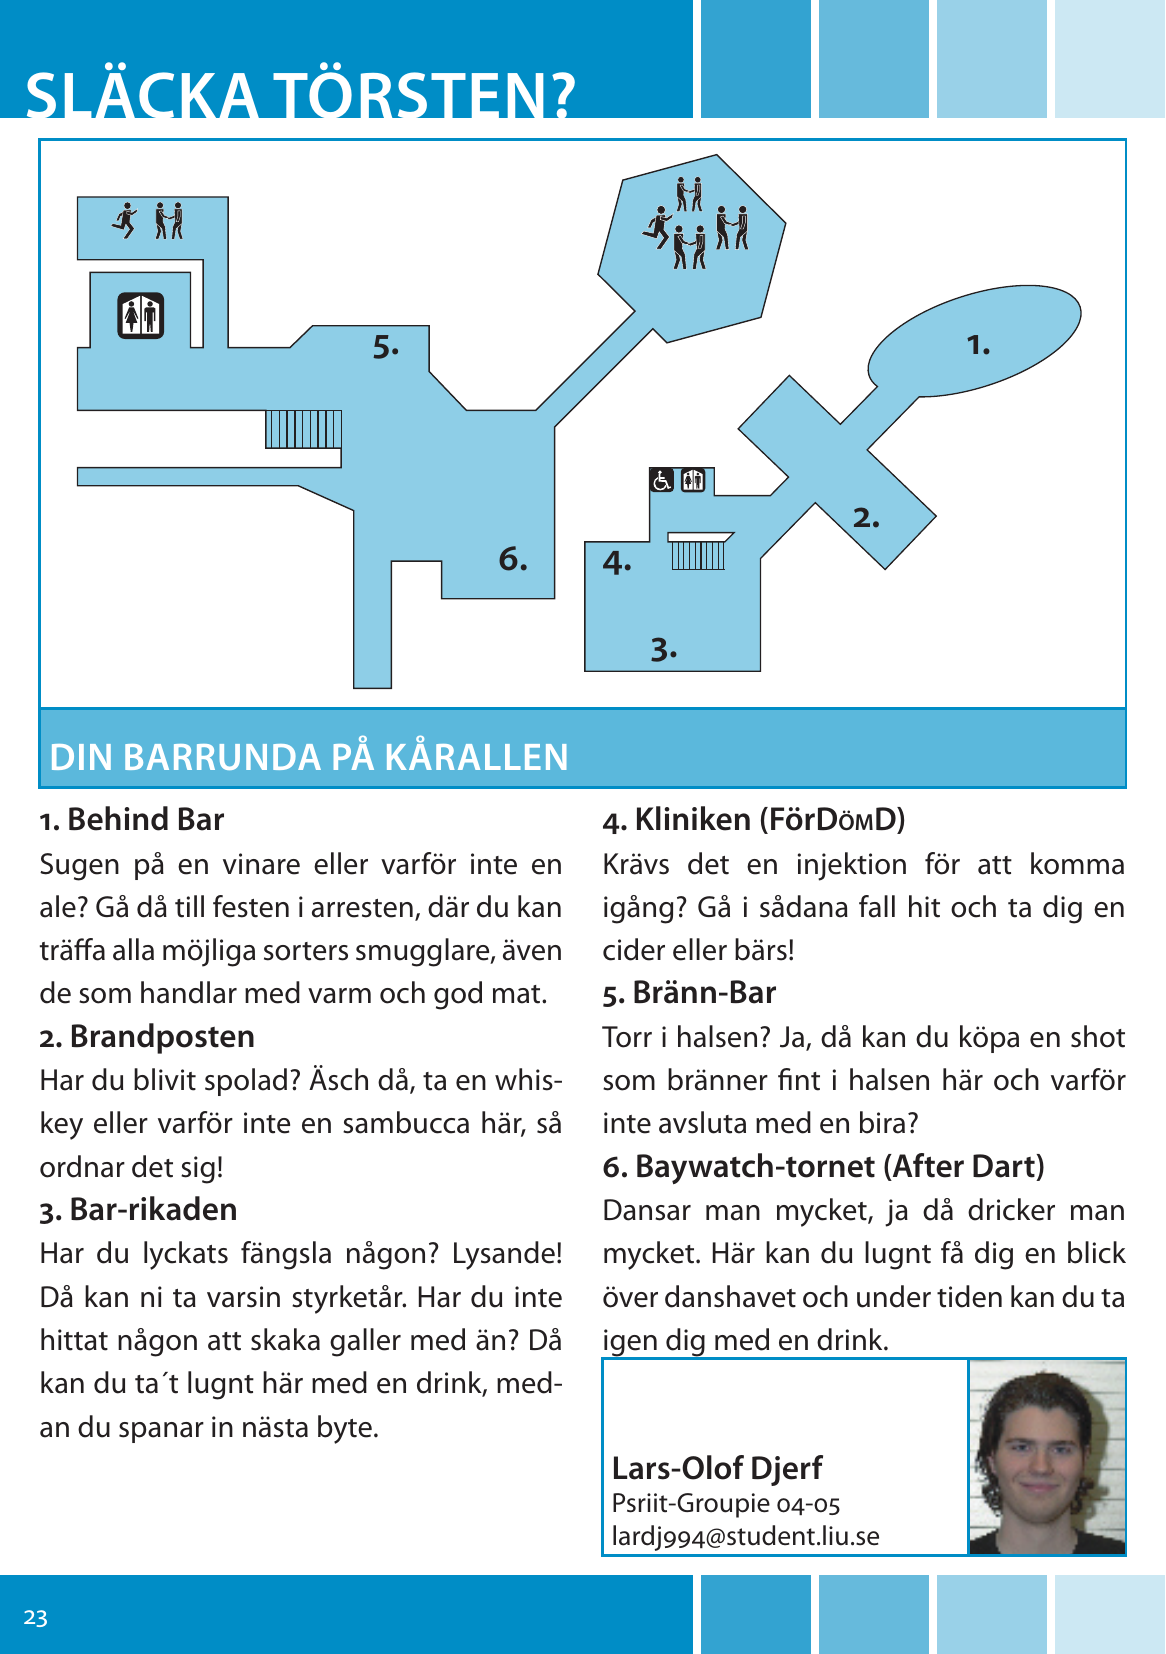 SLÄCKA TÖRSTEN?
5.
1.
2.
6.
4.
3.
DIN BARRUNDA PÅ KÅRALLEN
1. Behind Bar
Sugen på en vinare eller varför inte en
ale? Gå då till festen i arresten, där du kan
träffa alla möjliga sorters smugglare, även
de som handlar med varm och god mat.
2. Brandposten
Har du blivit spolad? Äsch då, ta en whis-
key eller varför inte en sambucca här, så
ordnar det sig!
3. Bar-rikaden
Har du lyckats fängsla någon? Lysande!
Då kan ni ta varsin styrketår. Har du inte
hittat någon att skaka galler med än? Då
kan du ta´t lugnt här med en drink, med-
an du spanar in nästa byte.
4. Kliniken (FörDÖMD)
Krävs det en injektion för att komma
igång? Gå i sådana fall hit och ta dig en
cider eller bärs!
5. Bränn-Bar
Torr i halsen? Ja, då kan du köpa en shot
som bränner fint i halsen här och varför
inte avsluta med en bira?
6. Baywatch-tornet (After Dart)
Dansar man mycket, ja då dricker man
mycket. Här kan du lugnt få dig en blick
över danshavet och under tiden kan du ta
igen dig med en drink.
Lars-Olof Djerf
Psriit-Groupie 04-05
lardj994@student.liu.se
23